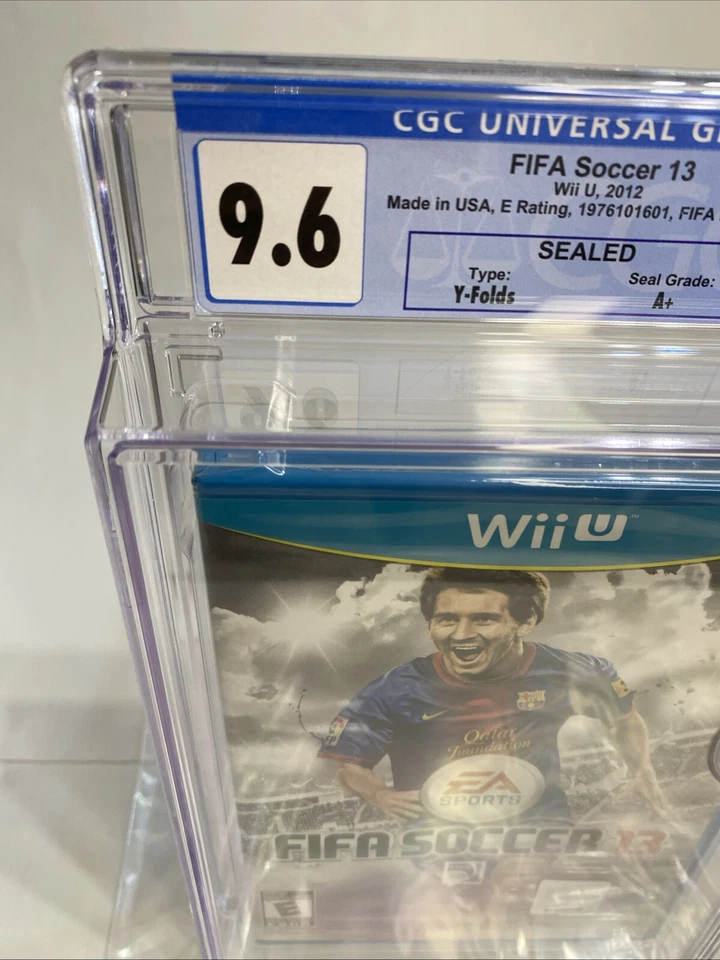 CGC UNIVERSAL G
9.6
FIFA Soccer 13
Wii U, 2012
Made in USA, E Rating, 1976101601, FIFA
SEALED
Type: Seal Grade:
Y-Folds A+
Wii U
Qatar
Foundation
EA
SPORTS
FIFA SOCCER 13
E